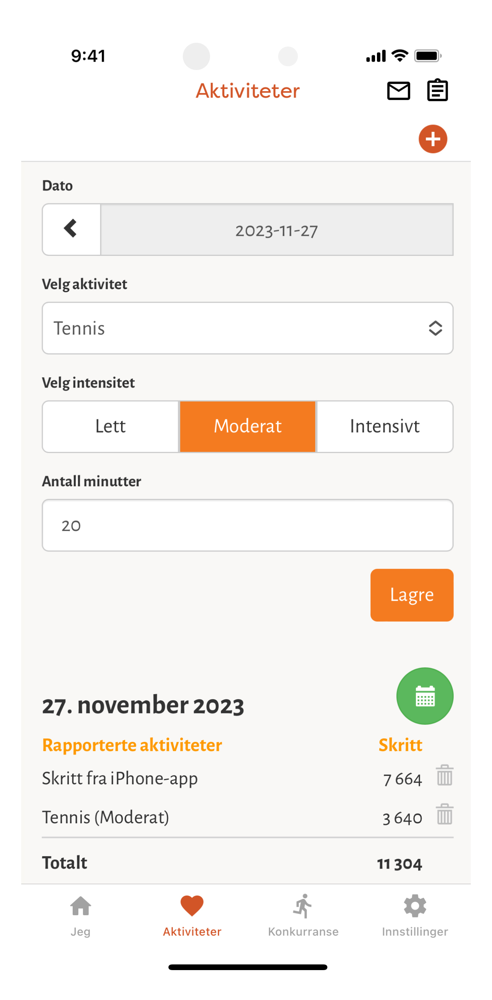 9:41
Aktiviteter
Dato
2023-11-27
Velg aktivitet
Tennis
Velg intensitet
Lett Moderat Intensivt
Antall minutter
20
Lagre
27. november 2023
Rapporterte aktiviteter Skritt
Skritt fra iPhone-app 7 664
Tennis (Moderat) 3 640
Totalt 11 304
Jeg Aktiviteter Konkurranse Innstillinger